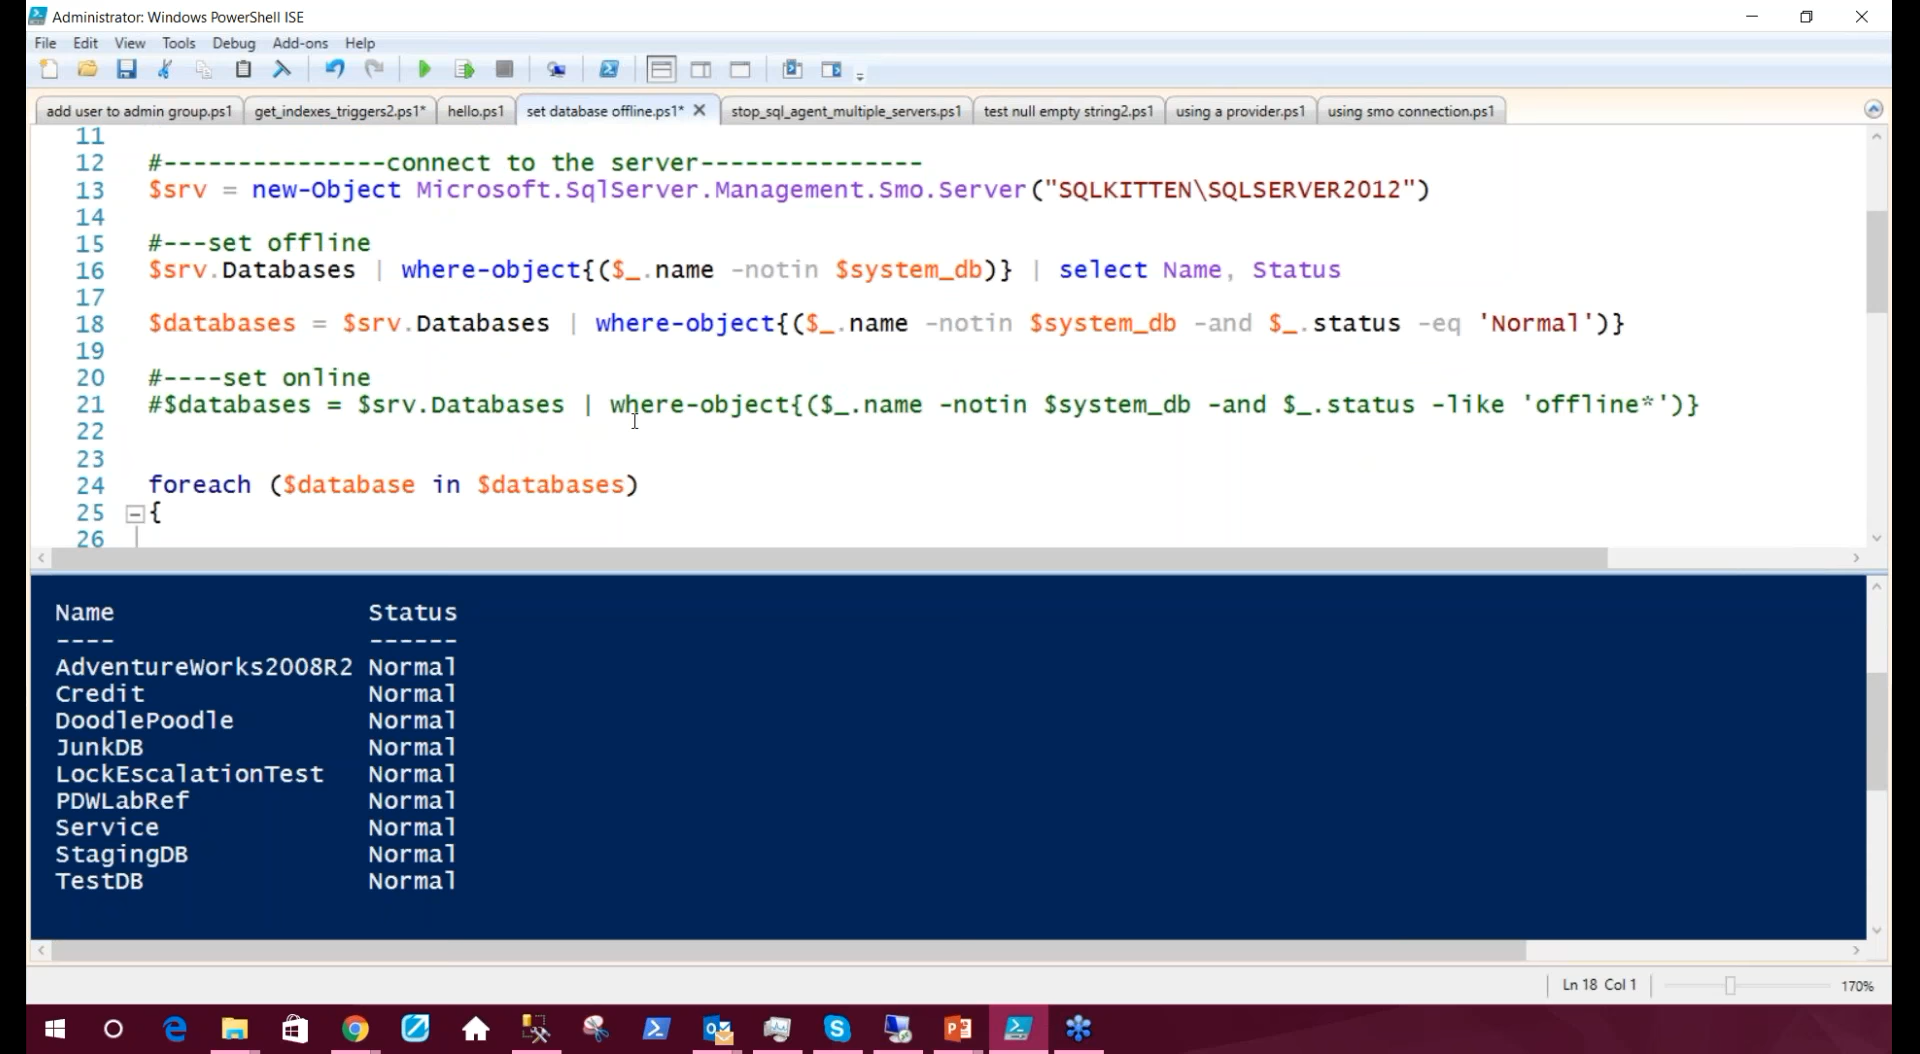 Administrator: Windows PowerShell ISE
File Edit View Tools Debug Add-ons Help
add user to admin group.ps1 get_indexes_triggers2.ps1* hello.ps1 set database offline.ps1* stop_sql_agent_multiple_servers.ps1 test null empty string2.ps1 using a provider.ps1 using smo connection.ps1
11
12 #---------------connect to the server---------------
13 $srv = new-Object Microsoft.SqlServer.Management.Smo.Server("SQLKITTEN\SQLSERVER2012")
14
15 #---set offline
16 $srv.Databases | where-object{($_.name -notin $system_db)} | select Name, Status
17
18 $databases = $srv.Databases | where-object{($_.name -notin $system_db -and $_.status -eq 'Normal')}
19
20 #----set online
21 #$databases = $srv.Databases | where-object{($_.name -notin $system_db -and $_.status -like 'offline*')}
22
23
24 foreach ($database in $databases)
25 {
26
Name Status
---- ------
AdventureWorks2008R2 Normal
Credit Normal
DoodlePoodle Normal
JunkDB Normal
LockEscalationTest Normal
PDWLabRef Normal
Service Normal
StagingDB Normal
TestDB Normal
Ln 18 Col 1 170%